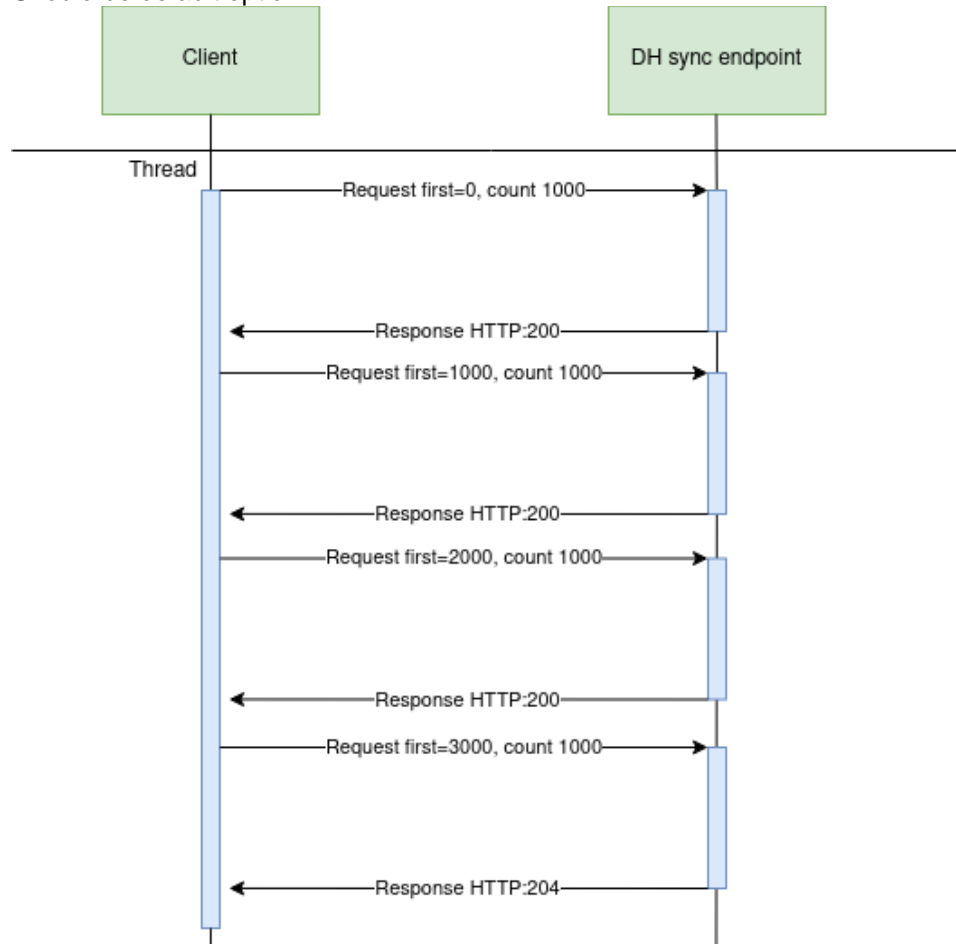 Client
DH sync endpoint
Thread
Request first=0, count 1000
Response HTTP:200
Request first=1000, count 1000
Response HTTP:200
Request first=2000, count 1000
Response HTTP:200
Request first=3000, count 1000
Response HTTP:204